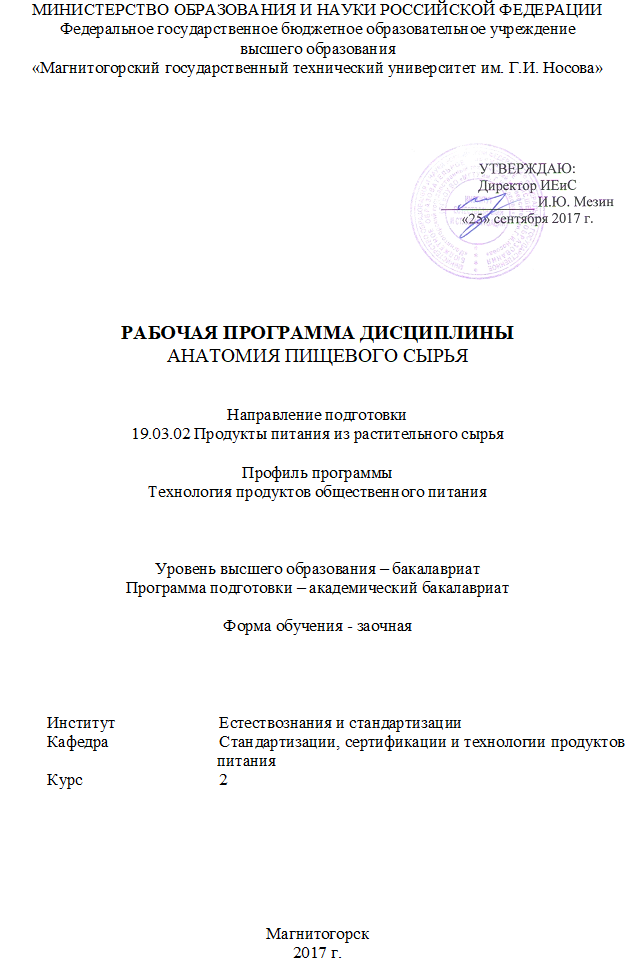 МИНИСТЕРСТВО ОБРАЗОВАНИЯ И НАУКИ РОССИЙСКОЙ ФЕДЕРАЦИИ
Федеральное государственное бюджетное образовательное учреждение
высшего образования
«Магнитогорский государственный технический университет им. Г.И. Носова»
УТВЕРЖДАЮ:
Директор ИЕиС
И.Ю. Мезин
«25» сентября 2017 г.
РАБОЧАЯ ПРОГРАММА ДИСЦИПЛИНЫ
АНАТОМИЯ ПИЩЕВОГО СЫРЬЯ
Направление подготовки
19.03.02 Продукты питания из растительного сырья
Профиль программы
Технология продуктов общественного питания
Уровень высшего образования – бакалавриат
Программа подготовки – академический бакалавриат
Форма обучения - заочная
Институт Естествознания и стандартизации
Кафедра Стандартизации, сертификации и технологии продуктов
питания
Курс 2
Магнитогорск
2017 г.